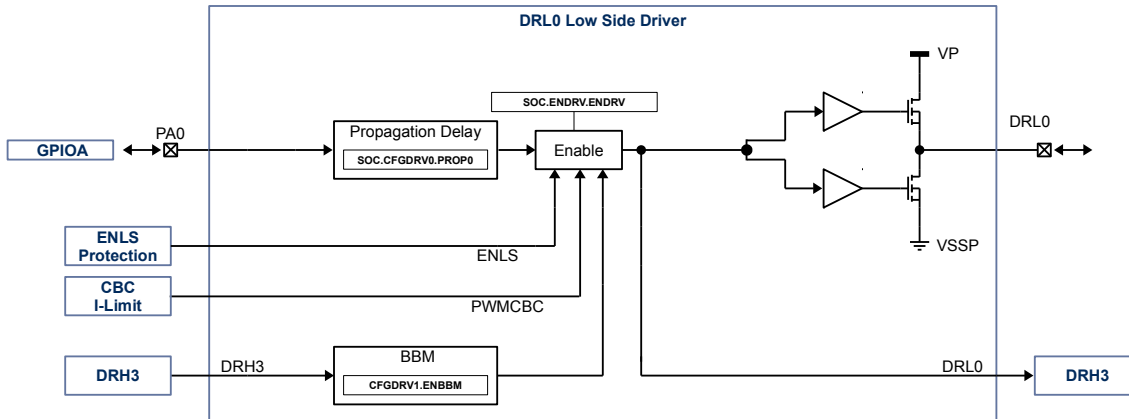 DRL0 Low Side Driver
VP
SOC.ENDRV.ENDRV
PA0
Propagation Delay
DRL0
GPIOA
SOC.CFGDRV0.PROP0
Enable
ENLS
Protection
ENLS
VSSP
CBC
I-Limit
PWMCBC
BBM
DRH3
DRH3
CFGDRV1.ENBBM
DRL0
DRH3